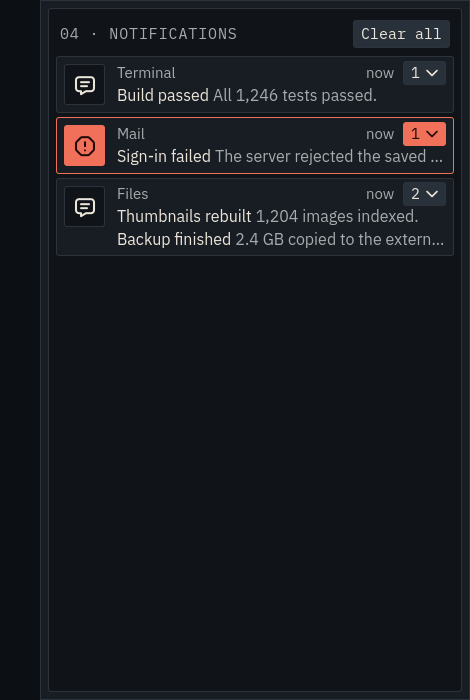 04 · NOTIFICATIONS Clear all
Terminal now 1
Build passed All 1,246 tests passed.
Mail now 1
Sign-in failed The server rejected the saved ...
Files now 2
Thumbnails rebuilt 1,204 images indexed.
Backup finished 2.4 GB copied to the extern...